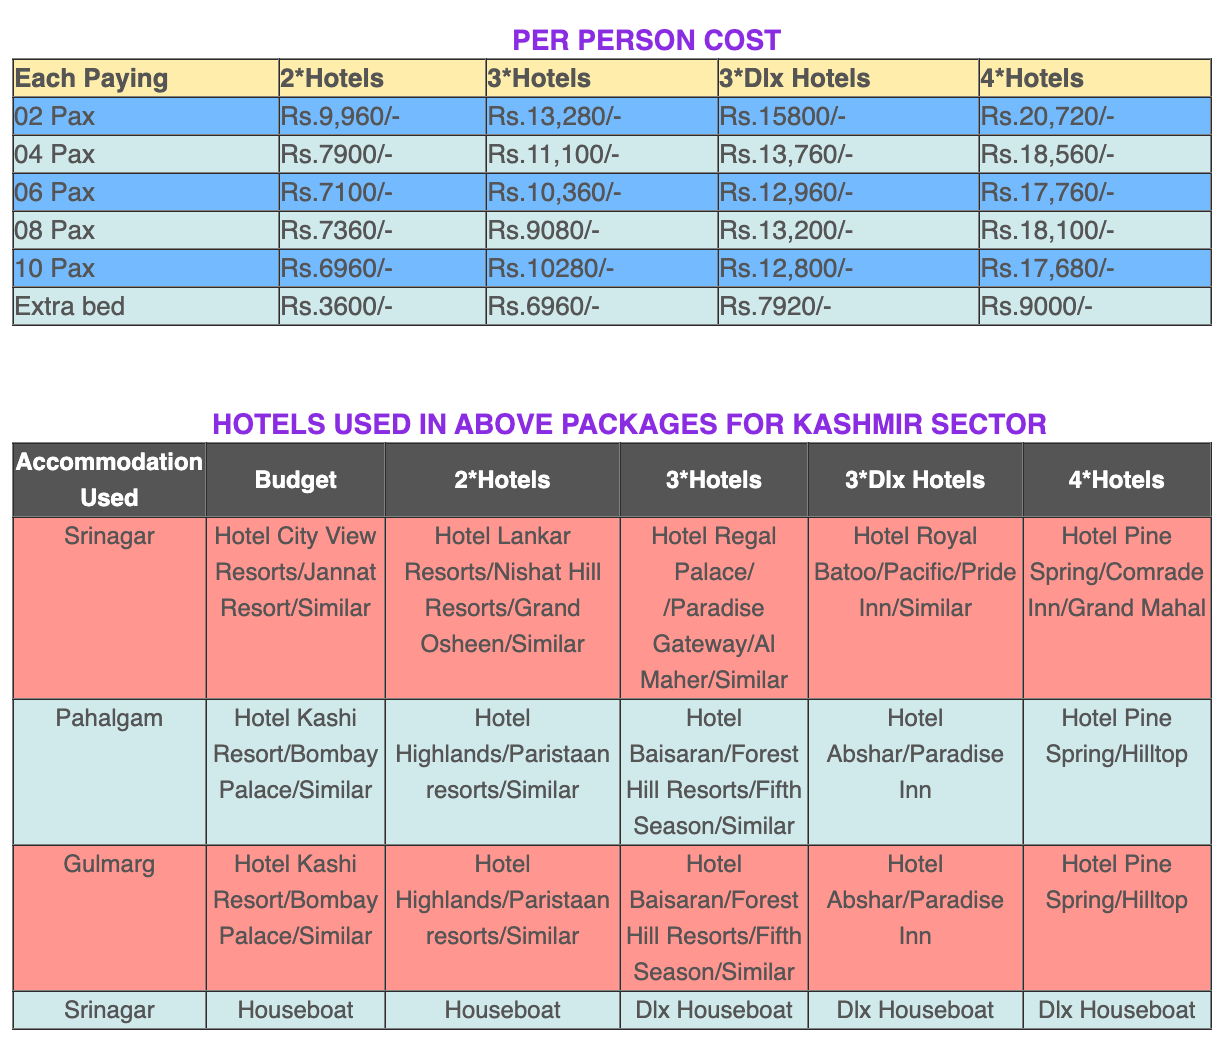 PER PERSON COST
Each Paying 2*Hotels 3*Hotels 3*Dlx Hotels 4*Hotels
02 Pax Rs.9,960/- Rs.13,280/- Rs.15800/- Rs.20,720/-
04 Pax Rs.7900/- Rs.11,100/- Rs.13,760/- Rs.18,560/-
06 Pax Rs.7100/- Rs.10,360/- Rs.12,960/- Rs.17,760/-
08 Pax Rs.7360/- Rs.9080/- Rs.13,200/- Rs.18,100/-
10 Pax Rs.6960/- Rs.10280/- Rs.12,800/- Rs.17,680/-
Extra bed Rs.3600/- Rs.6960/- Rs.7920/- Rs.9000/-
HOTELS USED IN ABOVE PACKAGES FOR KASHMIR SECTOR
Accommodation
Used
Budget
2*Hotels
3*Hotels
3*Dlx Hotels
4*Hotels
Srinagar
Hotel City View
Resorts/Jannat
Resort/Similar
Hotel Lankar
Resorts/Nishat Hill
Resorts/Grand
Osheen/Similar
Hotel Regal
Palace/
/Paradise
Gateway/Al
Maher/Similar
Hotel Royal
Batoo/Pacific/Pride
Inn/Similar
Hotel Pine
Spring/Comrade
Inn/Grand Mahal
Pahalgam
Hotel Kashi
Resort/Bombay
Palace/Similar
Hotel
Highlands/Paristaan
resorts/Similar
Hotel
Baisaran/Forest
Hill Resorts/Fifth
Season/Similar
Hotel
Abshar/Paradise
Inn
Hotel Pine
Spring/Hilltop
Gulmarg
Hotel Kashi
Resort/Bombay
Palace/Similar
Hotel
Highlands/Paristaan
resorts/Similar
Hotel
Baisaran/Forest
Hill Resorts/Fifth
Season/Similar
Hotel
Abshar/Paradise
Inn
Hotel Pine
Spring/Hilltop
Srinagar Houseboat Houseboat Dlx Houseboat Dlx Houseboat Dlx Houseboat